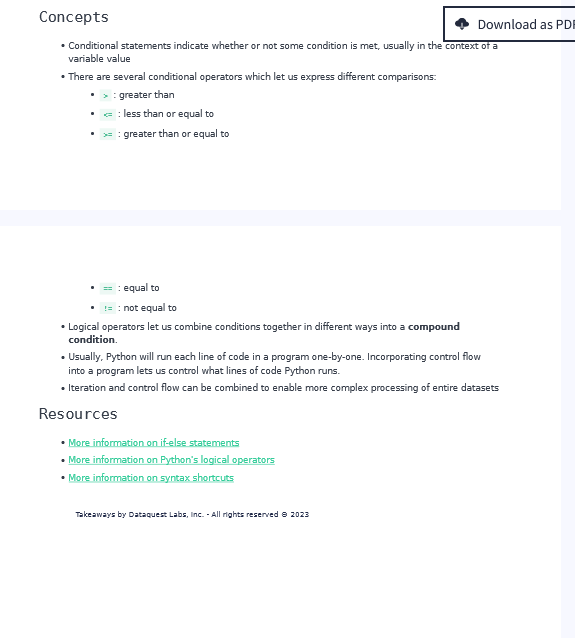 Concepts
Download as PDF
• Conditional statements indicate whether or not some condition is met, usually in the context of a
variable value
• There are several conditional operators which let us express different comparisons:
• > : greater than
• <= : less than or equal to
• >= : greater than or equal to
• == : equal to
• != : not equal to
• Logical operators let us combine conditions together in different ways into a compound
condition.
• Usually, Python will run each line of code in a program one-by-one. Incorporating control flow
into a program lets us control what lines of code Python runs.
• Iteration and control flow can be combined to enable more complex processing of entire datasets
Resources
• More information on if-else statements
• More information on Python's logical operators
• More information on syntax shortcuts
Takeaways by Dataquest Labs, Inc. - All rights reserved © 2023